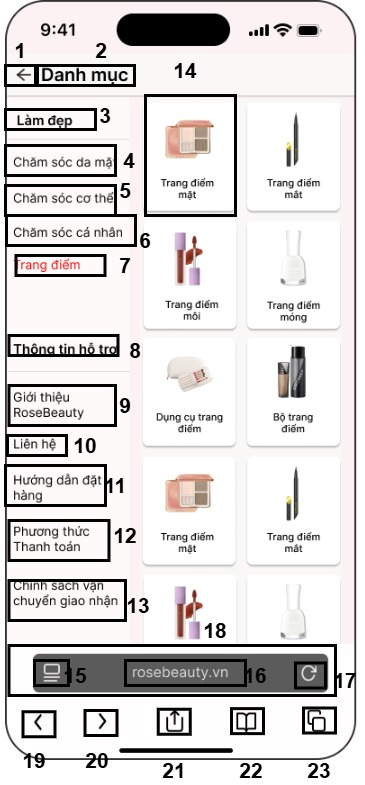 9:41
1
2
Danh mục
14
Làm đẹp
3
Chăm sóc da mặt
4
Chăm sóc cơ thể
5
Chăm sóc cá nhân
6
Trang điểm
7
Thông tin hỗ trợ
8
Giới thiệu
RoseBeauty
9
Liên hệ
10
Hướng dẫn đặt
hàng
11
Phương thức
Thanh toán
12
Chính sách vận
chuyển giao nhận
13
Trang điểm
mặt
Trang điểm
mắt
Trang điểm
môi
Trang điểm
móng
Dụng cụ trang
điểm
Bộ trang
điểm
Trang điểm
mặt
Trang điểm
mắt
18
15
rosebeauty.vn
16
17
19
20
21
22
23